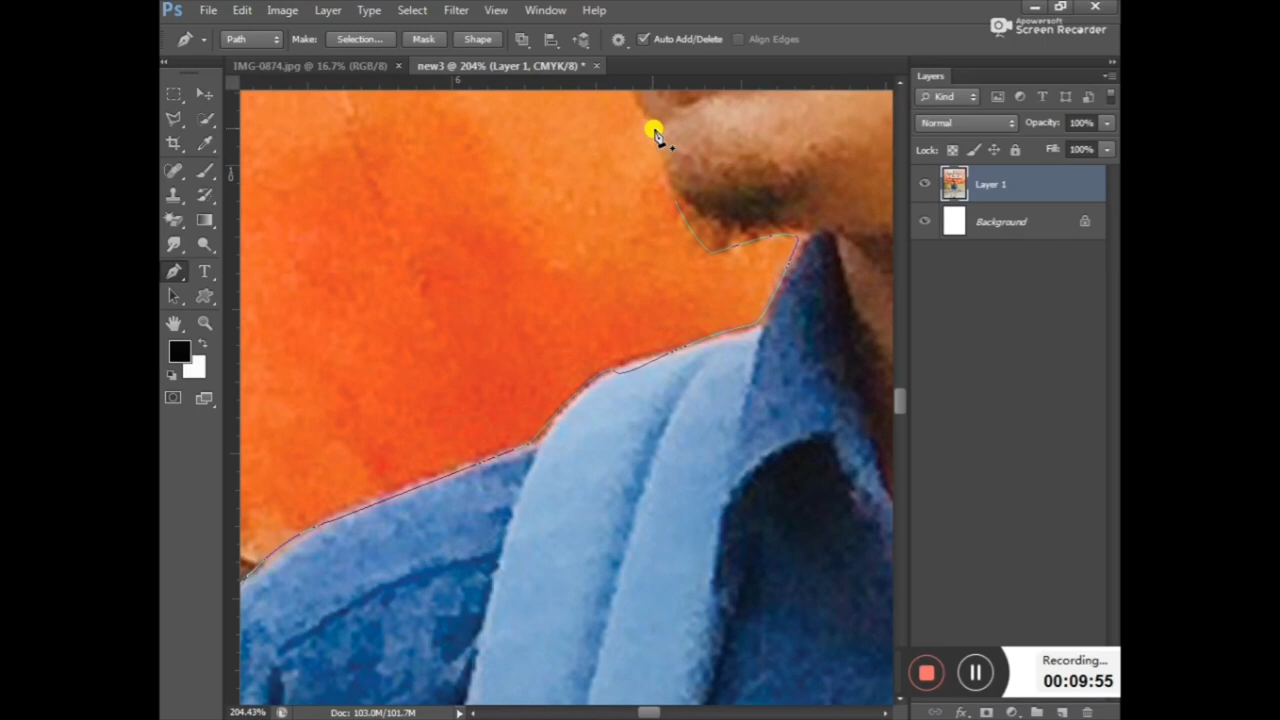 Ps File Edit Image Layer Type Select Filter View Window Help
Apowersoft
Screen Recorder
Path Make: Selection... Mask Shape Auto Add/Delete Align Edges
IMG-0874.jpg @ 16.7% (RGB/8) × new3 @ 204% (Layer 1, CMYK/8) * ×
6
Layers
Kind
Normal Opacity: 100%
Lock: Fill: 100%
Layer 1
Background
Recording...
00:09:55
204.43% Doc: 103.0M/101.7M